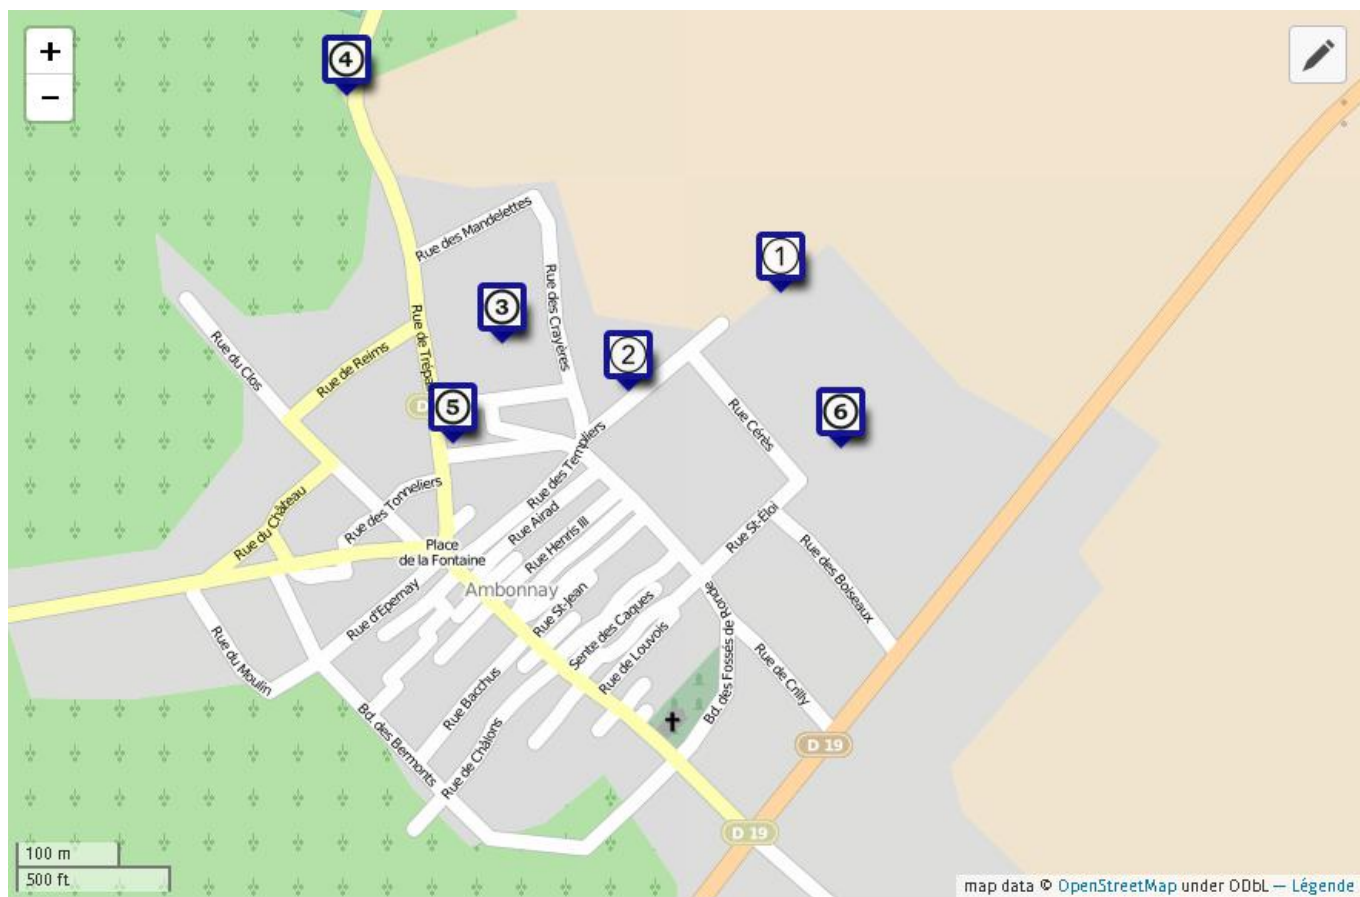 +
−
4
1
3
2
5
6
Rue des Mandelettes
Rue des Crayères
Rue de Trépa
Rue du Clos
Rue de Reims
D
Rue Cérès
Rue des Templiers
Rue des Tonneliers
Rue du Château
Rue Airad
Rue Henris III
Rue St-Éloi
Place
de la Fontaine
Ambonnay
Rue des Boiseaux
Rue d'Epernay
Rue St-Jean
Sente des Caques
Rue de Louvois
Bd. des Fossés de Ronde
Rue de Crilly
Rue du Moulin
Rue Bacchus
Bd. des Bermonts
Rue de Châlons
D 19
D 19
100 m
500 ft
map data © OpenStreetMap under ODbL — Légende